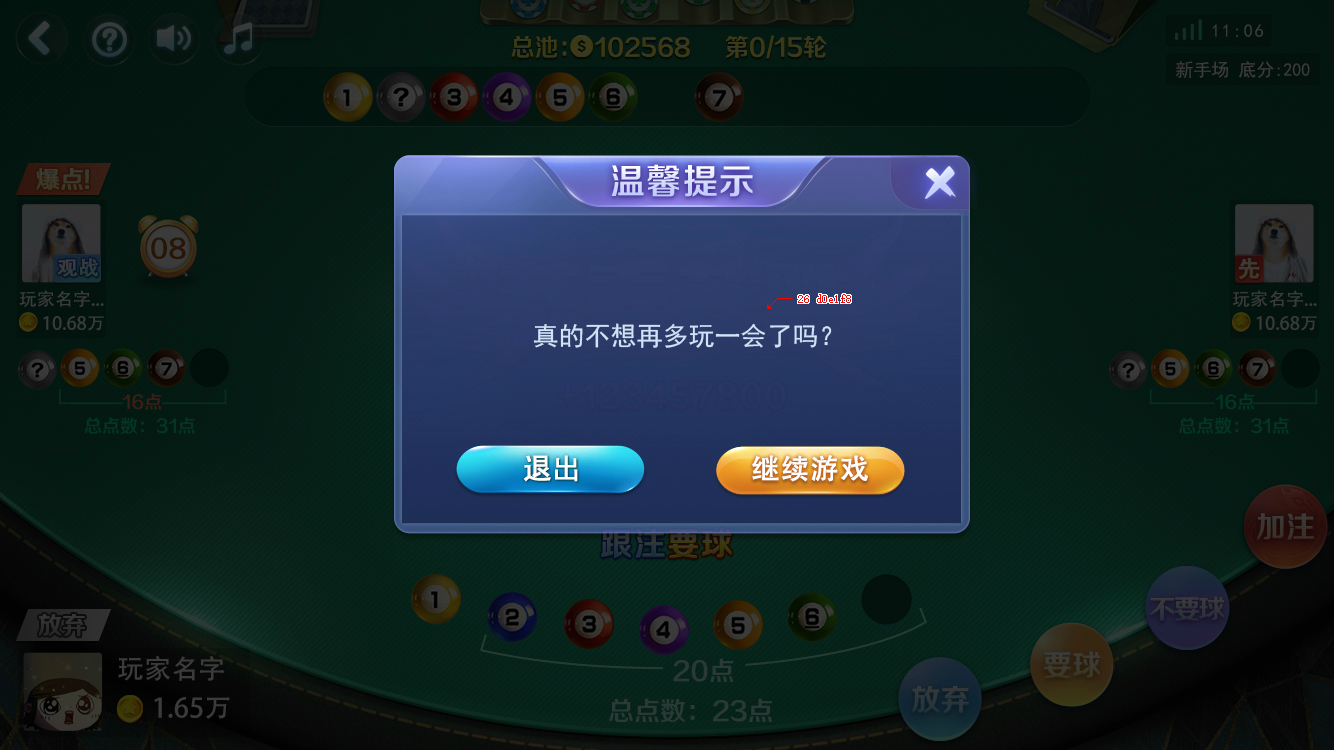 总池:$102568 第0/15轮
11:06
新手场 底分:200
1 ? 3 4 5 6 7
温馨提示
爆点!
08
观战
先
玩家名字...
10.68万
玩家名字...
10.68万
26 d0e1f8
真的不想再多玩一会了吗?
? 5 6 7
16点
总点数: 31点
? 5 6 7
16点
总点数: 31点
退出
继续游戏
跟注要球
加注
1 2 3 4 5 6
不要球
放弃
20点
要球
玩家名字
1.65万
总点数: 23点
放弃